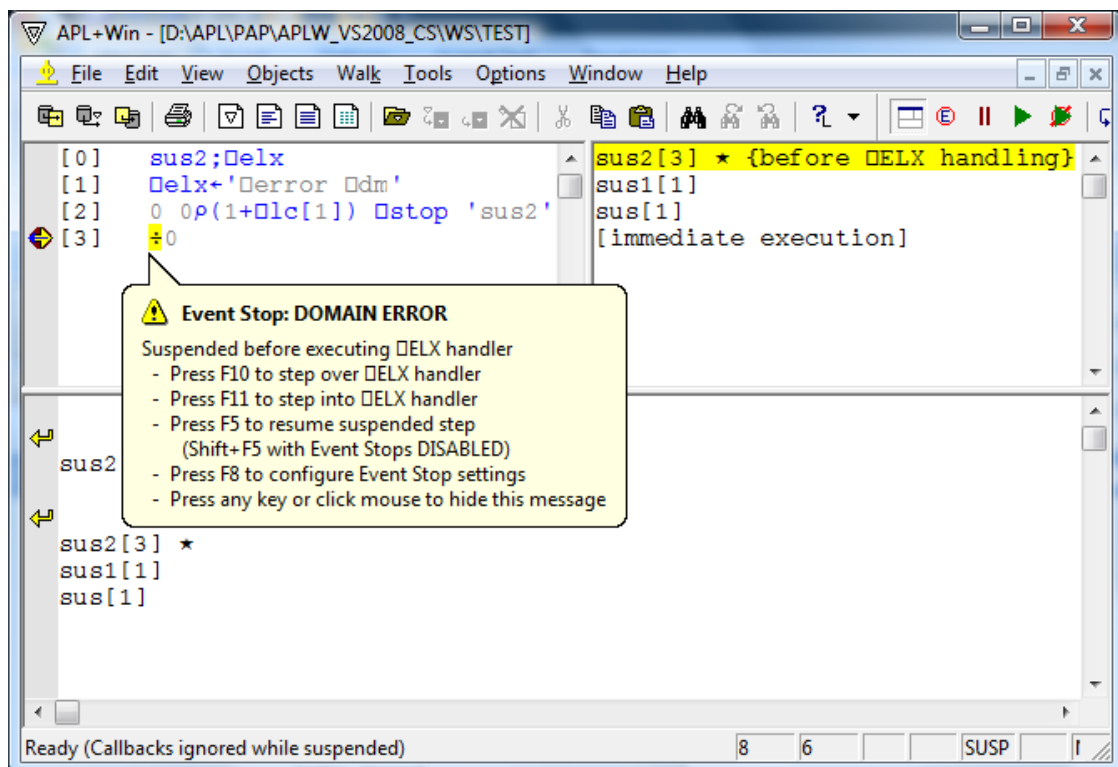 APL+Win - [D:\APL\PAP\APLW_VS2008_CS\WS\TEST]
File Edit View Objects Walk Tools Options Window Help
[0] sus2;⎕elx
[1] ⎕elx←'⎕error ⎕dm'
[2] 0 0⍴(1+⎕lc[1]) ⎕stop 'sus2'
[3] ÷0
sus2[3] ★ {before ⎕ELX handling}
sus1[1]
sus[1]
[immediate execution]
Event Stop: DOMAIN ERROR
Suspended before executing ⎕ELX handler
- Press F10 to step over ⎕ELX handler
- Press F11 to step into ⎕ELX handler
- Press F5 to resume suspended step
(Shift+F5 with Event Stops DISABLED)
- Press F8 to configure Event Stop settings
- Press any key or click mouse to hide this message
sus2
sus2[3] ★
sus1[1]
sus[1]
Ready (Callbacks ignored while suspended) 8 6 SUSP